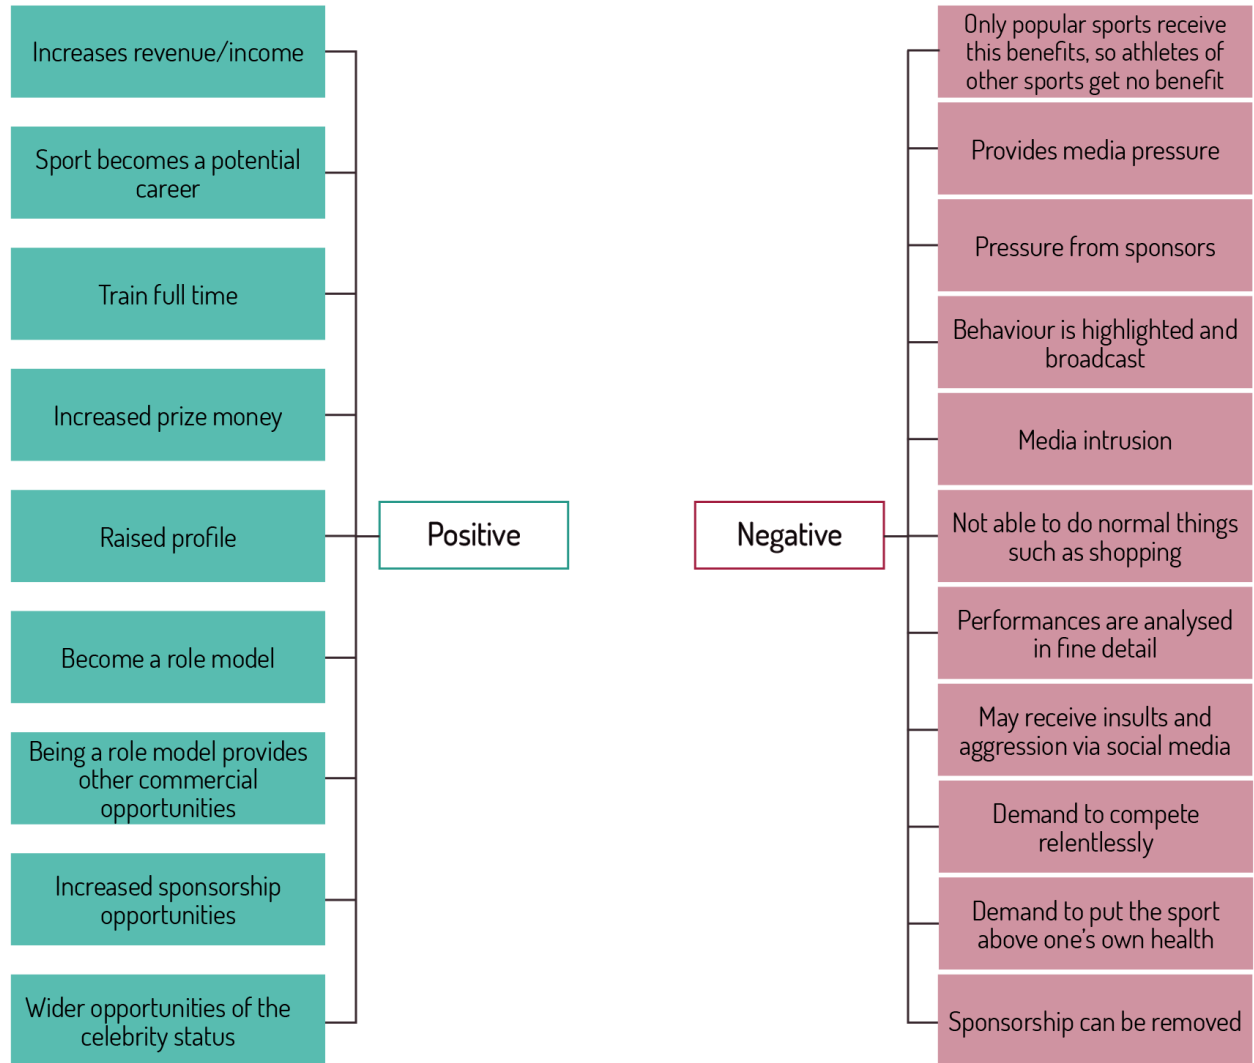 Increases revenue/income
Sport becomes a potential
career
Train full time
Increased prize money
Raised profile
Become a role model
Being a role model provides
other commercial
opportunities
Increased sponsorship
opportunities
Wider opportunities of the
celebrity status
Positive
Negative
Only popular sports receive
this benefits, so athletes of
other sports get no benefit
Provides media pressure
Pressure from sponsors
Behaviour is highlighted and
broadcast
Media intrusion
Not able to do normal things
such as shopping
Performances are analysed
in fine detail
May receive insults and
aggression via social media
Demand to compete
relentlessly
Demand to put the sport
above one's own health
Sponsorship can be removed